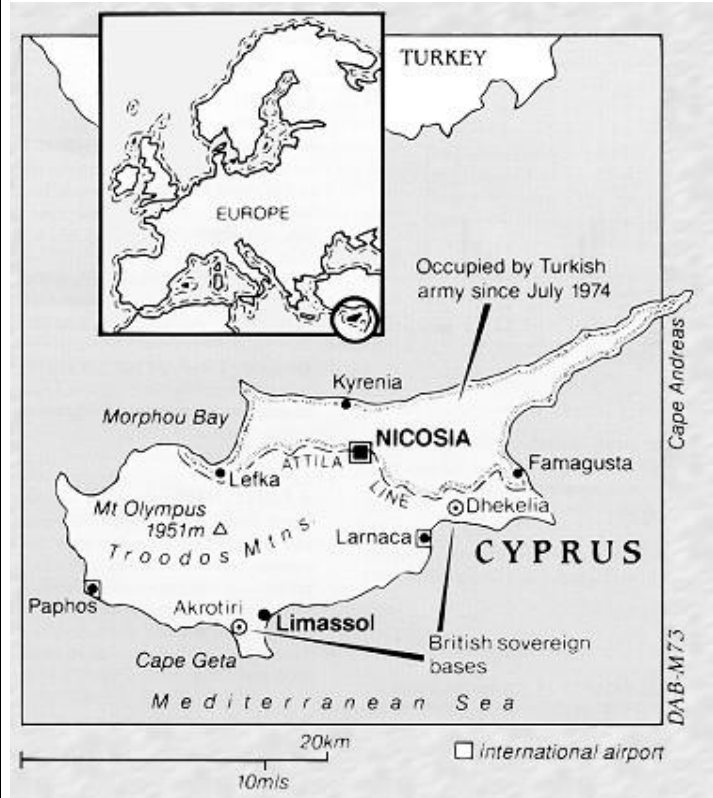 TURKEY
EUROPE
Occupied by Turkish
army since July 1974
Cape Andreas
Kyrenia
Morphou Bay
NICOSIA
ATTILA
LINE
Famagusta
Lefka
Dhekelia
Mt Olympus
1951m
Troodos Mtns.
Larnaca
CYPRUS
Paphos
Akrotiri
Limassol
British sovereign
bases
Cape Geta
Mediterranean Sea
DAB-M73
20km
international airport
10mls